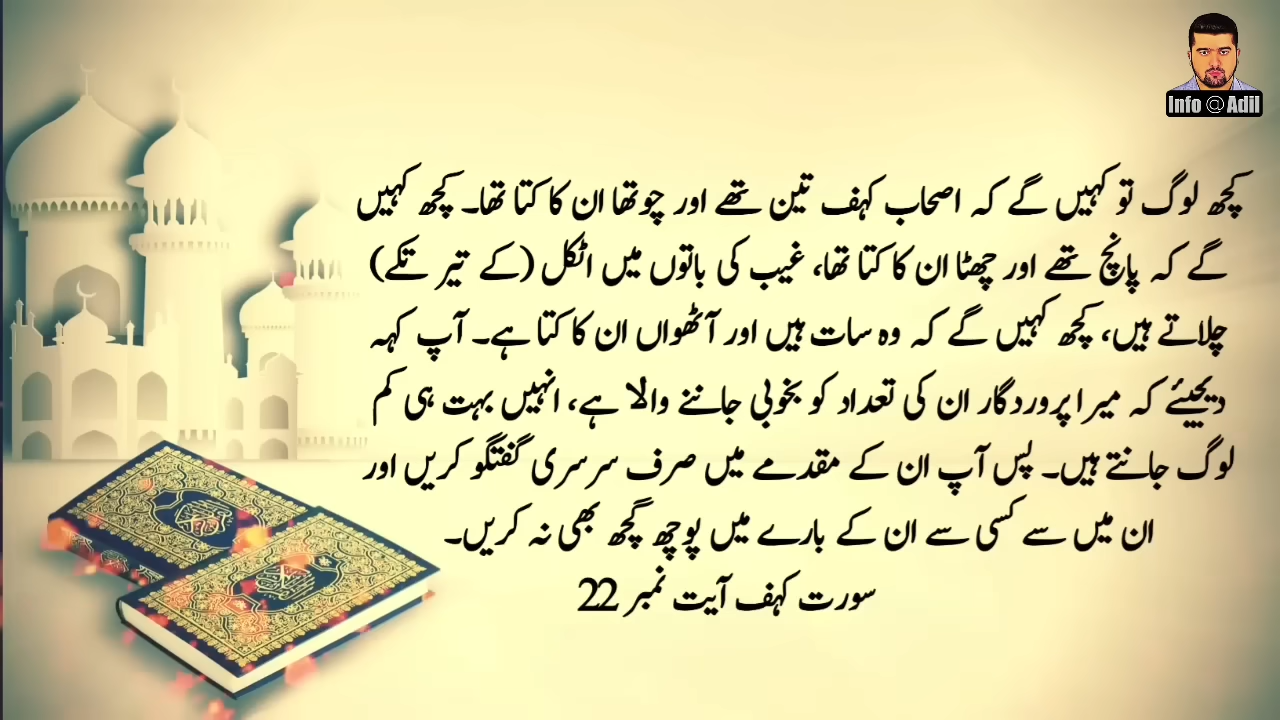 Info @ Adil
کچھ لوگ تو کہیں گے کہ اصحاب کہف تین تھے اور چوتھا ان کا کتا تھا۔ کچھ کہیں
گے کہ پانچ تھے اور چھٹا ان کا کتا تھا، غیب کی باتوں میں اٹکل (کے تیر تکے)
چلاتے ہیں، کچھ کہیں گے کہ وہ سات ہیں اور آٹھواں ان کا کتا ہے۔ آپ کہہ
دیجیئے کہ میرا پروردگار ان کی تعداد کو بخوبی جاننے والا ہے، انہیں بہت ہی کم
لوگ جانتے ہیں۔ پس آپ ان کے مقدمے میں صرف سرسری گفتگو کریں اور
ان میں سے کسی سے ان کے بارے میں پوچھ گچھ بھی نہ کریں۔
سورت کہف آیت نمبر 22